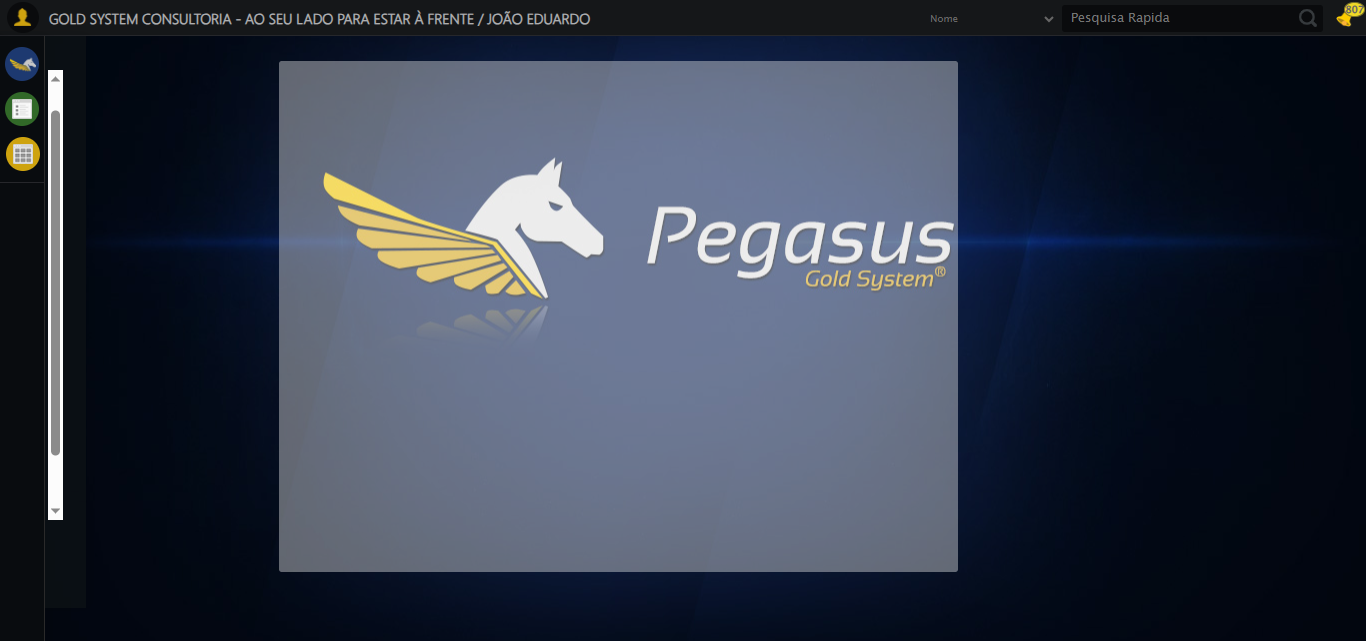 GOLD SYSTEM CONSULTORIA - AO SEU LADO PARA ESTAR À FRENTE / JOÃO EDUARDO
Nome
Pesquisa Rapida
807
Pegasus
Gold System®